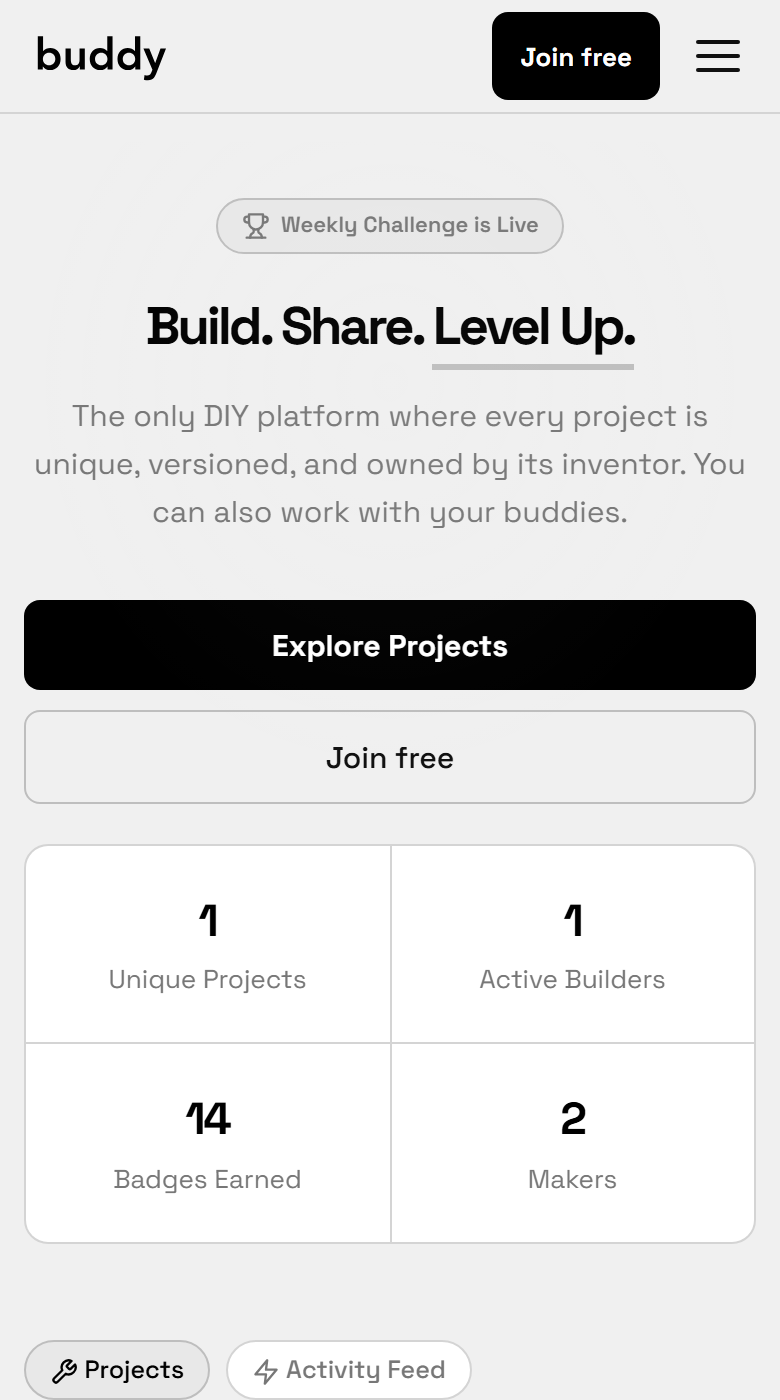 buddy
Join free
Weekly Challenge is Live
Build. Share. Level Up.
The only DIY platform where every project is
unique, versioned, and owned by its inventor. You
can also work with your buddies.
Explore Projects
Join free
1
Unique Projects
1
Active Builders
14
Badges Earned
2
Makers
Projects
Activity Feed